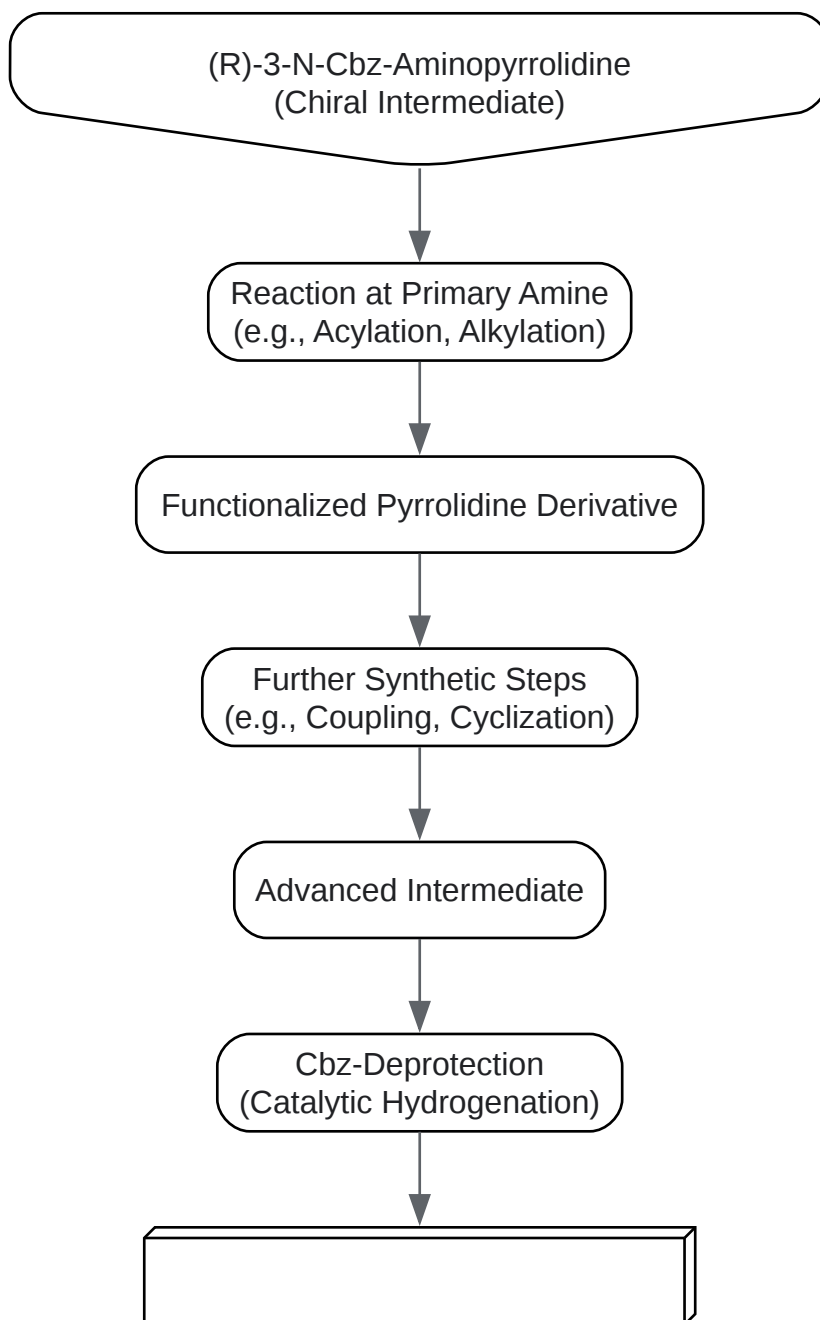 (R)-3-N-Cbz-Aminopyrrolidine
(Chiral Intermediate)
Reaction at Primary Amine
(e.g., Acylation, Alkylation)
Functionalized Pyrrolidine Derivative
Further Synthetic Steps
(e.g., Coupling, Cyclization)
Advanced Intermediate
Cbz-Deprotection
(Catalytic Hydrogenation)